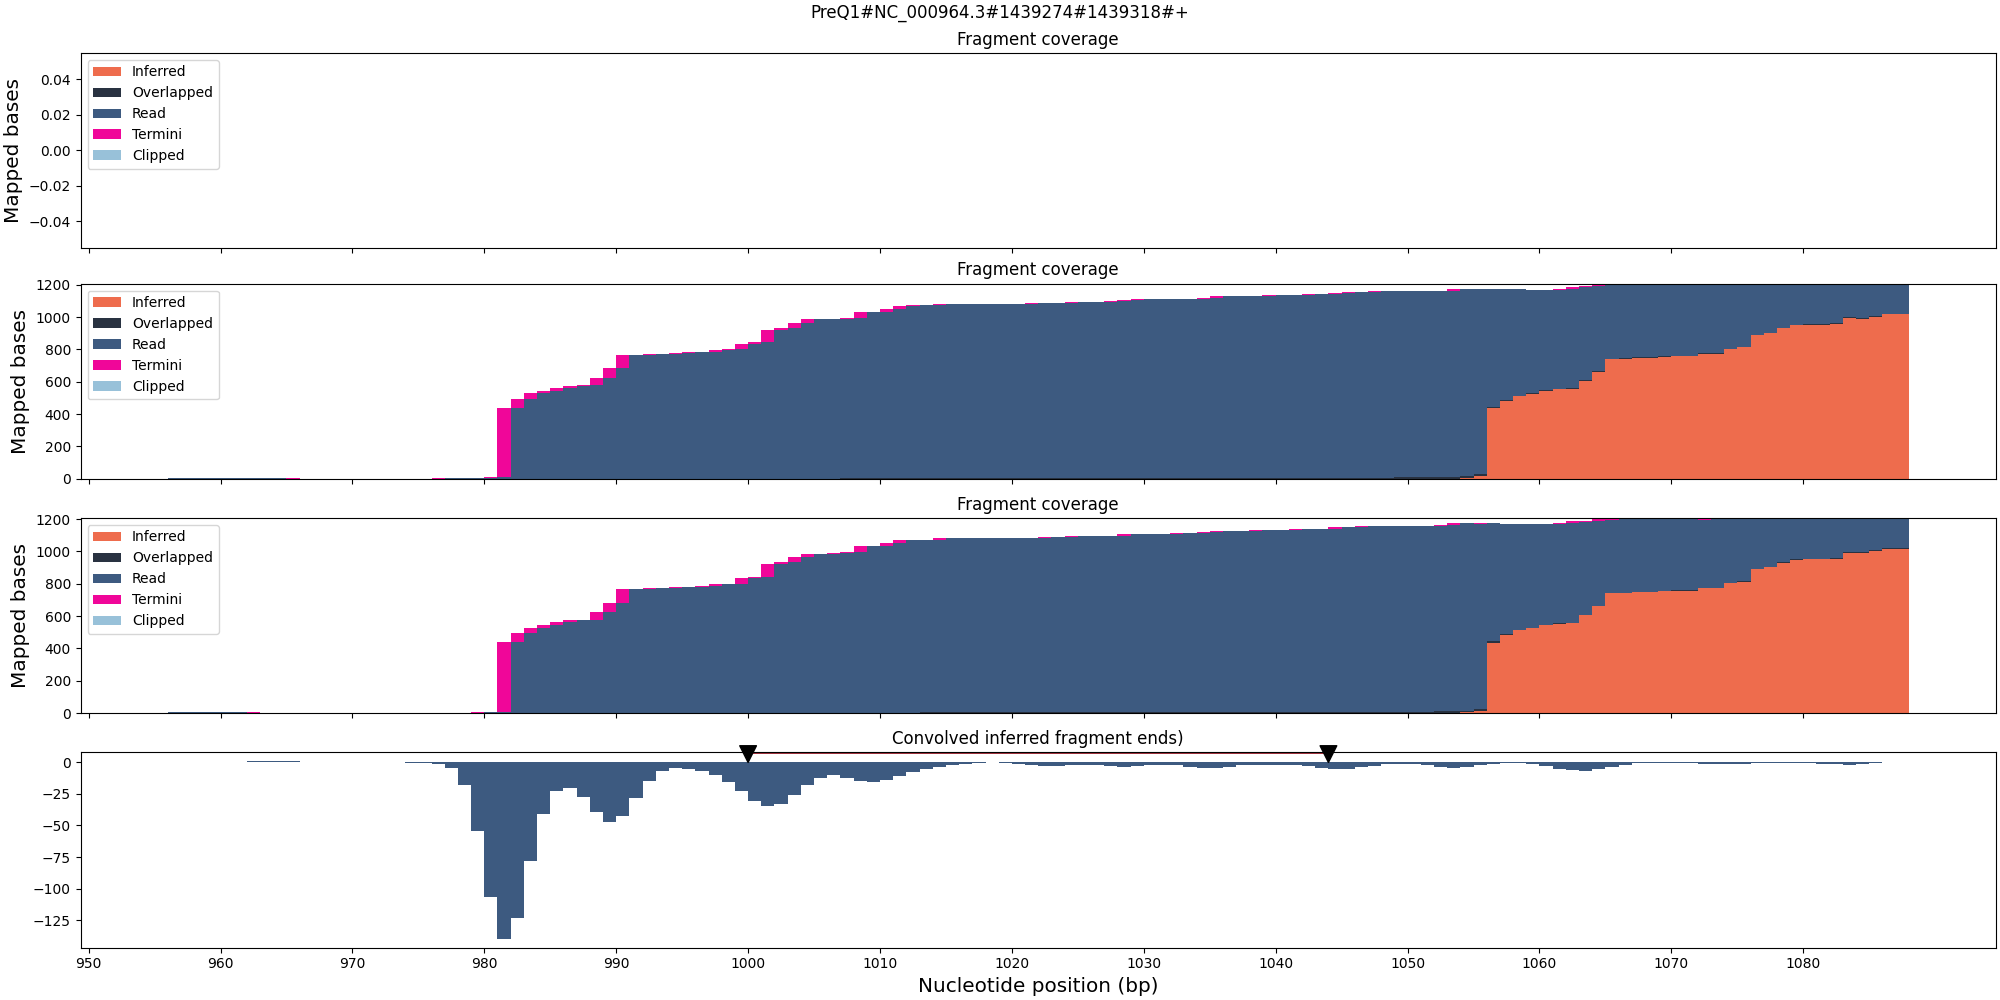 PreQ1#NC_000964.3#1439274#1439318#+
Fragment coverage
Mapped bases
0.04
0.02
0.00
−0.02
−0.04
Inferred
Overlapped
Read
Termini
Clipped
Fragment coverage
Mapped bases
1200
1000
800
600
400
200
0
Inferred
Overlapped
Read
Termini
Clipped
Fragment coverage
Mapped bases
1200
1000
800
600
400
200
0
Inferred
Overlapped
Read
Termini
Clipped
Convolved inferred fragment ends)
0
−25
−50
−75
−100
−125
950 960 970 980 990 1000 1010 1020 1030 1040 1050 1060 1070 1080
Nucleotide position (bp)